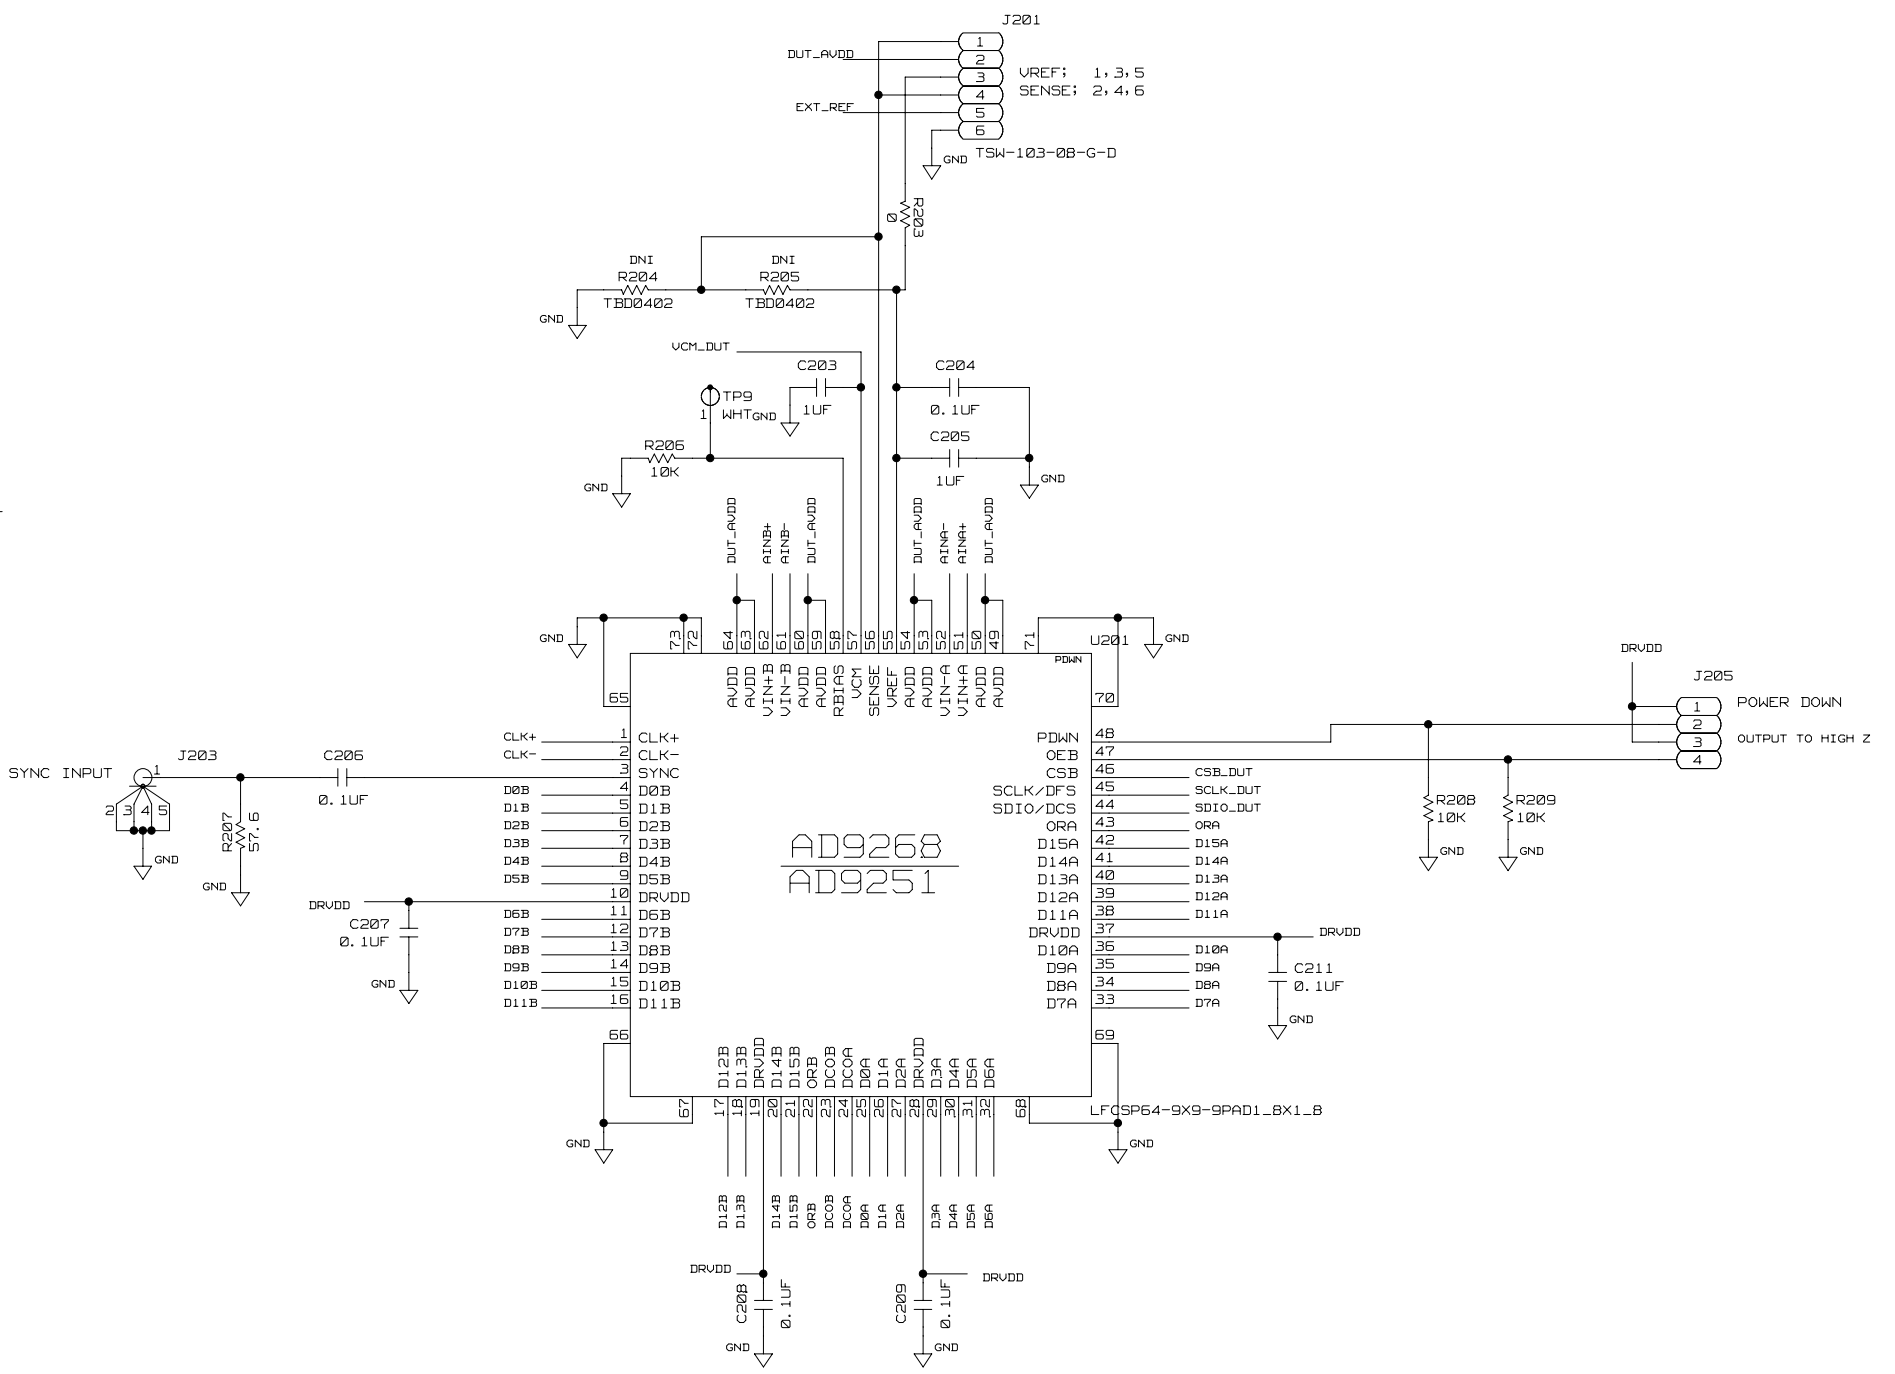 J201
1
DUT_AVDD 2
3 VREF; 1,3,5
4 SENSE; 2,4,6
EXT_REF 5
6
GND TSW-103-08-G-D
R203
0
DNI DNI
R204 R205
TBD0402 TBD0402
GND
VCM_DUT
C203 C204
1UF 0.1UF
TP9
1 WHT GND
C205
1UF
R206
10K
GND GND
DUT_AVDD AINB+ AINB- DUT_AVDD DUT_AVDD AINA- AINA+ DUT_AVDD
GND 73 72 64 63 62 61 60 59 58 57 56 55 54 53 52 51 50 49 71 U201 GND
PDWN
AVDD AVDD VIN+B VIN-B AVDD AVDD RBIAS VCM SENSE VREF AVDD AVDD VIN-A VIN+A AVDD AVDD
65 70
DRVDD
J205
1 POWER DOWN
2
3 OUTPUT TO HIGH Z
4
R208 R209
10K 10K
GND GND
SYNC INPUT
J203
1
2 3 4 5
GND
R207
57.6
GND
C206
0.1UF
CLK+ 1 CLK+
CLK- 2 CLK-
3 SYNC
D0B 4 D0B
D1B 5 D1B
D2B 6 D2B
D3B 7 D3B
D4B 8 D4B
D5B 9 D5B
DRVDD 10 DRVDD
D6B 11 D6B
D7B 12 D7B
D8B 13 D8B
D9B 14 D9B
D10B 15 D10B
D11B 16 D11B
C207
0.1UF
GND
AD9268
AD9251
PDWN 48
OEB 47
CSB 46 CSB_DUT
SCLK/DFS 45 SCLK_DUT
SDIO/DCS 44 SDIO_DUT
ORA 43 ORA
D15A 42 D15A
D14A 41 D14A
D13A 40 D13A
D12A 39 D12A
D11A 38 D11A
DRVDD 37 DRVDD
D10A 36 D10A
D9A 35 D9A
D8A 34 D8A
D7A 33 D7A
C211
0.1UF
GND
66 69
D12B D13B DRVDD D14B D15B ORB DCOB DCOA D0A D1A D2A DRVDD D3A D4A D5A D6A
67 17 18 19 20 21 22 23 24 25 26 27 28 29 30 31 32 68
LFCSP64-9X9-9PAD1_8X1_8
GND GND
D12B D13B D14B D15B ORB DCOB DCOA D0A D1A D2A D3A D4A D5A D6A
DRVDD DRVDD
C208 0.1UF C209 0.1UF
GND GND